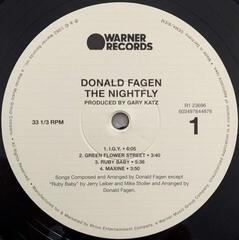 WARNER
RECORDS
DONALD FAGEN
THE NIGHTFLY
PRODUCED BY GARY KATZ
33 1/3 RPM
R1 23696
603497844876
1
1. I.G.Y. • 6:05
2. GREEN FLOWER STREET • 3:40
3. RUBY BABY • 5:38
4. MAXINE • 3:50
Songs Composed and Arranged by Donald Fagen except
"Ruby Baby" by Jerry Leiber and Mike Stoller and Arranged by
Donald Fagen.